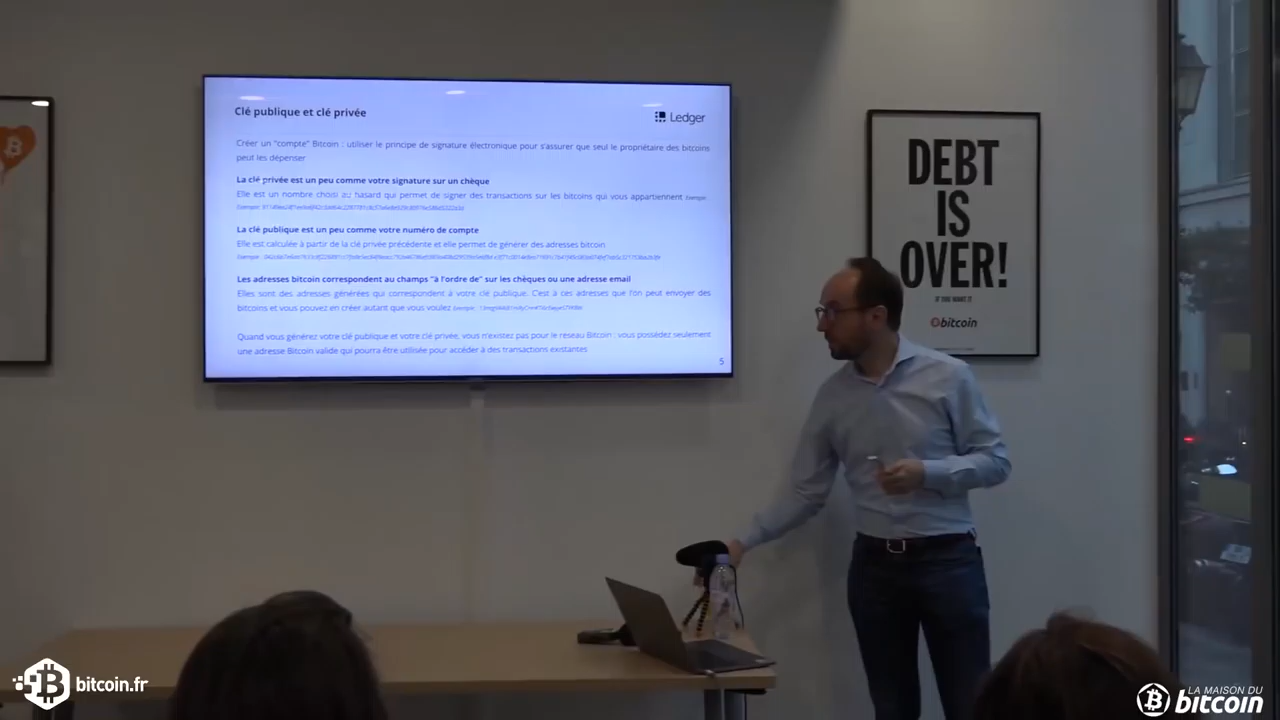 Clé publique et clé privée
Ledger
Créer un "compte" Bitcoin : utiliser le principe de signature électronique pour s'assurer que seul le propriétaire des bitcoins
peut les dépenser
La clé privée est un peu comme votre signature sur un chèque
Elle est un nombre choisi au hasard qui permet de signer des transactions sur les bitcoins qui vous appartiennent Exemple :
Exemple :
La clé publique est un peu comme votre numéro de compte
Elle est calculée à partir de la clé privée précédente et elle permet de générer des adresses bitcoin
Exemple :
Les adresses bitcoin correspondent au champs "à l'ordre de" sur les chèques ou une adresse email
Elles sont des adresses générées qui correspondent à votre clé publique. C'est à ces adresses que l'on peut envoyer des
bitcoins et vous pouvez en créer autant que vous voulez Exemple :
Quand vous générez votre clé publique et votre clé privée, vous n'existez pas pour le reseau Bitcoin : vous possédez seulement
une adresse Bitcoin valide qui pourra être utilisée pour accéder à des transactions existantes
5
DEBT
IS
OVER!
IF YOU WANT IT
bitcoin
bitcoin.fr
LA MAISON DU
bitcoin